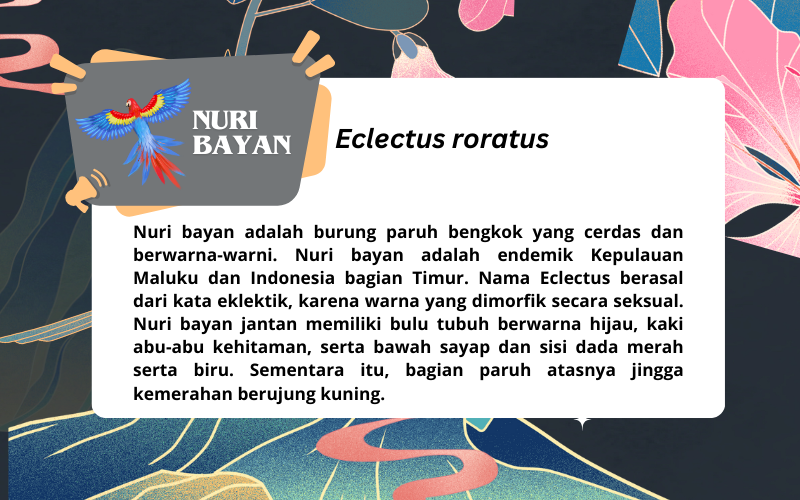 NURI
BAYAN
Eclectus roratus
Nuri bayan adalah burung paruh bengkok yang cerdas dan
berwarna-warni. Nuri bayan adalah endemik Kepulauan
Maluku dan Indonesia bagian Timur. Nama Eclectus berasal
dari kata eklektik, karena warna yang dimorfik secara seksual.
Nuri bayan jantan memiliki bulu tubuh berwarna hijau, kaki
abu-abu kehitaman, serta bawah sayap dan sisi dada merah
serta biru. Sementara itu, bagian paruh atasnya jingga
kemerahan berujung kuning.